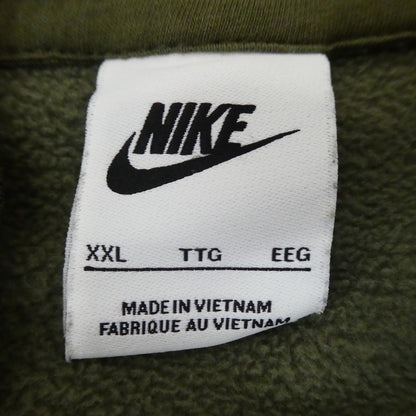 NIKE
XXL TTG EEG
MADE IN VIETNAM
FABRIQUE AU VIETNAM